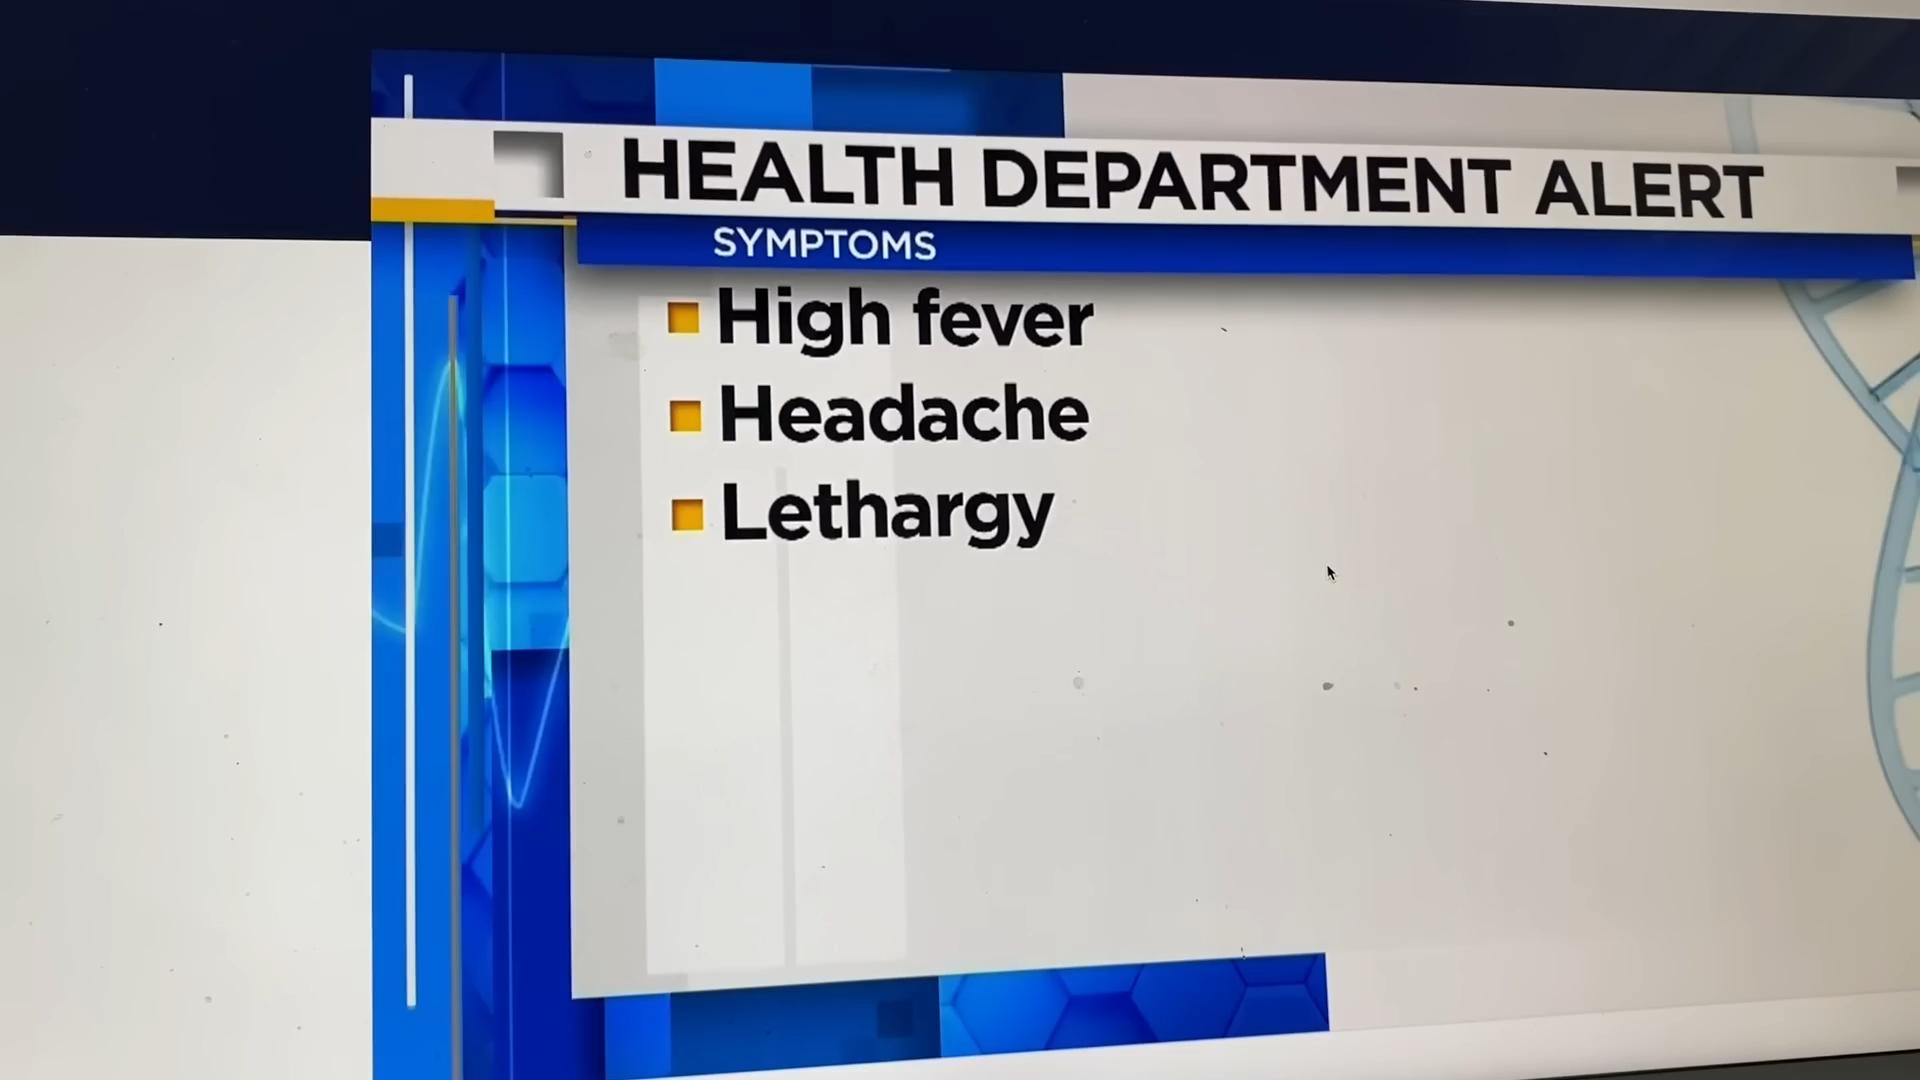 HEALTH DEPARTMENT ALERT
SYMPTOMS
High fever
Headache
Lethargy